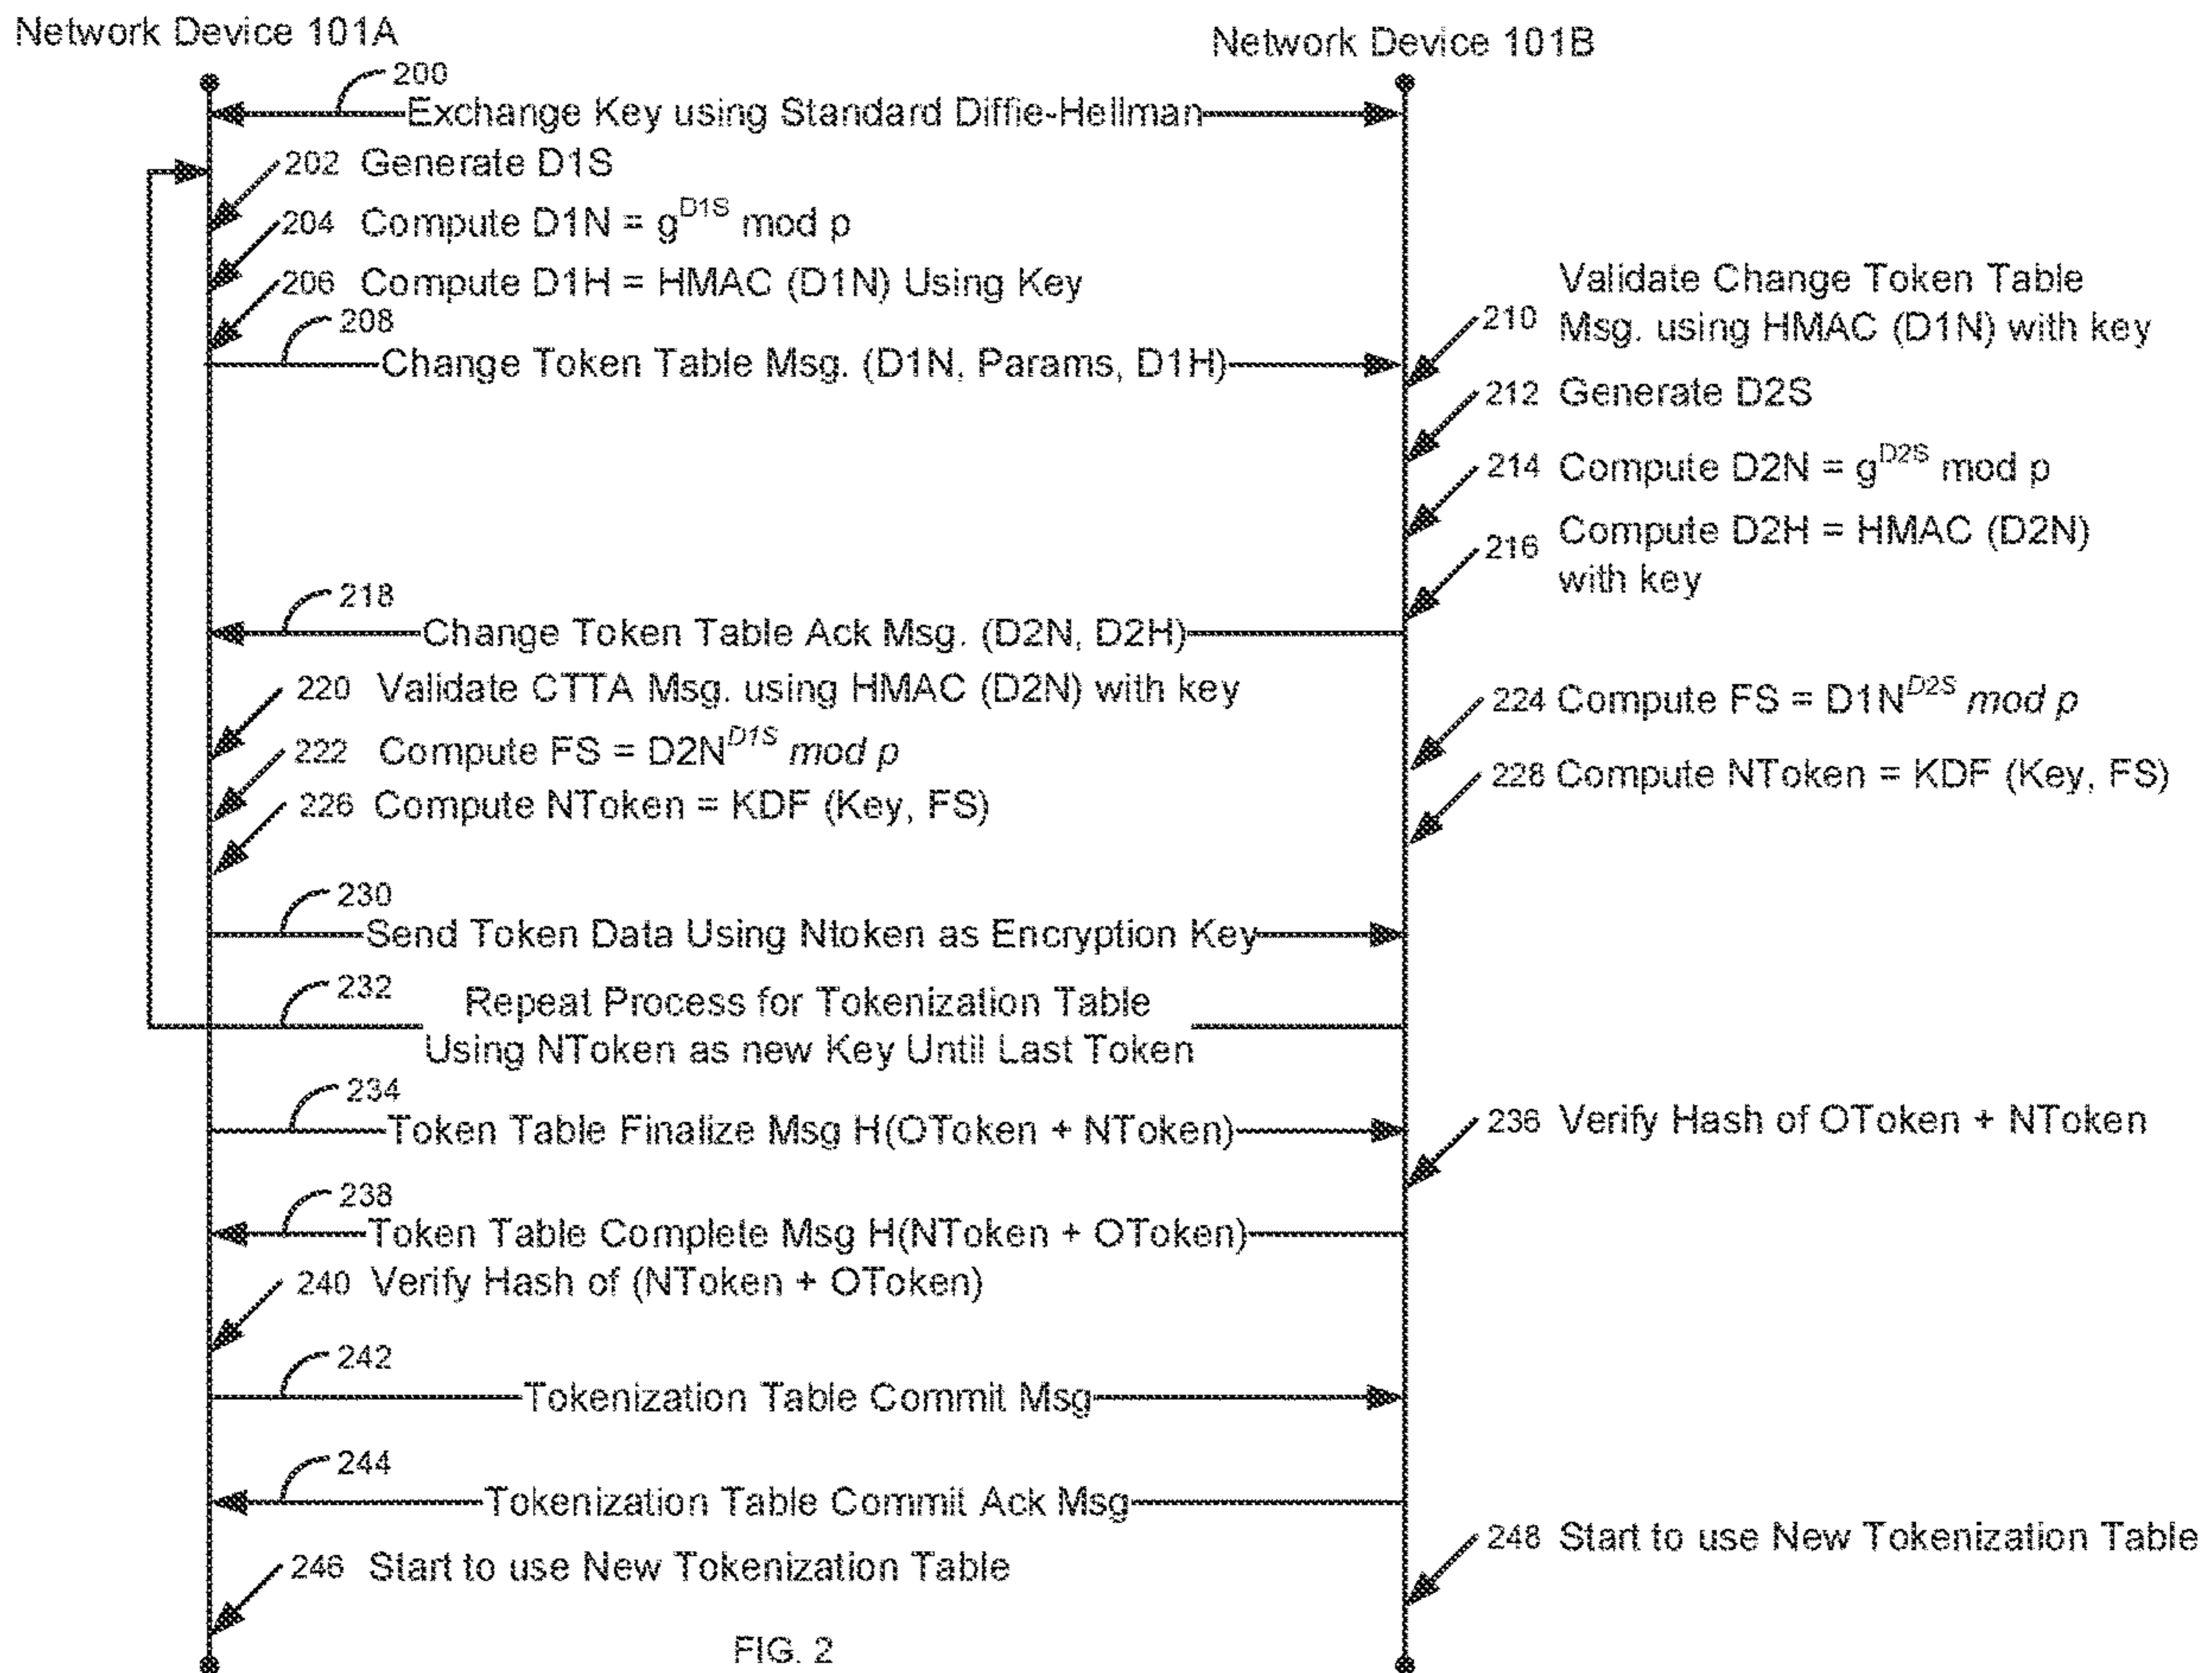 Network Device 101A
Network Device 101B
200
Exchange Key using Standard Diffie-Hellman
202 Generate D1S
204 Compute D1N = g^D1S mod p
206 Compute D1H = HMAC (D1N) Using Key
208
Change Token Table Msg. (D1N, Params, D1H)
210 Validate Change Token Table
Msg. using HMAC (D1N) with key
212 Generate D2S
214 Compute D2N = g^D2S mod p
216 Compute D2H = HMAC (D2N)
with key
218
Change Token Table Ack Msg. (D2N, D2H)
220 Validate CTTA Msg. using HMAC (D2N) with key
222 Compute FS = D2N^D1S mod p
224 Compute FS = D1N^D2S mod p
226 Compute NToken = KDF (Key, FS)
228 Compute NToken = KDF (Key, FS)
230
Send Token Data Using Ntoken as Encryption Key
232
Repeat Process for Tokenization Table
Using NToken as new Key Until Last Token
234
Token Table Finalize Msg H(OToken + NToken)
236 Verify Hash of OToken + NToken
238
Token Table Complete Msg H(NToken + OToken)
240 Verify Hash of (NToken + OToken)
242
Tokenization Table Commit Msg
244
Tokenization Table Commit Ack Msg
246 Start to use New Tokenization Table
248 Start to use New Tokenization Table
FIG. 2